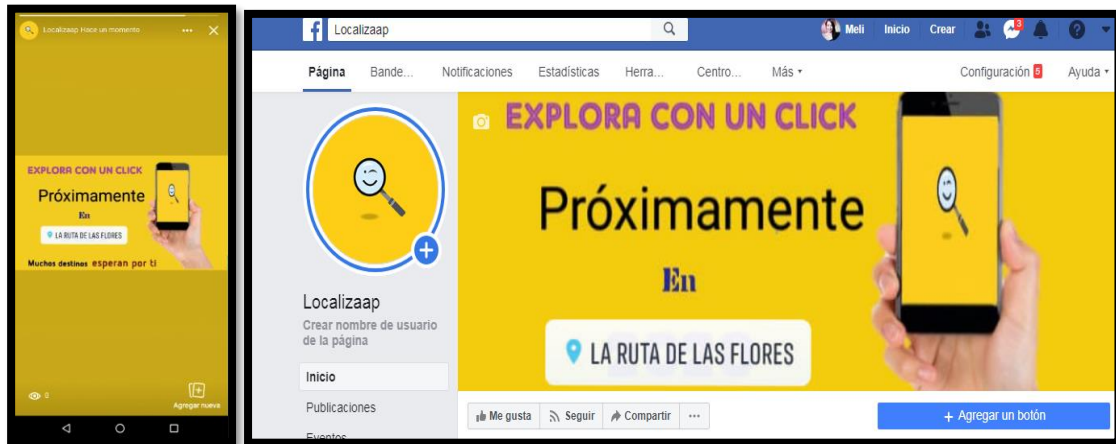 Localizaap Hace un momento
EXPLORA CON UN CLICK
Próximamente
En
LA RUTA DE LAS FLORES
Muchos destinos esperan por ti
Agregar nueva
Localizaap
Meli
Inicio
Crear
3
Página
Bande...
Notificaciones
Estadísticas
Herra...
Centro...
Más
Configuración 5
Ayuda
EXPLORA CON UN CLICK
Próximamente
En
LA RUTA DE LAS FLORES
Localizaap
Crear nombre de usuario
de la página
Inicio
Publicaciones
Eventos
Me gusta
Seguir
Compartir
+ Agregar un botón